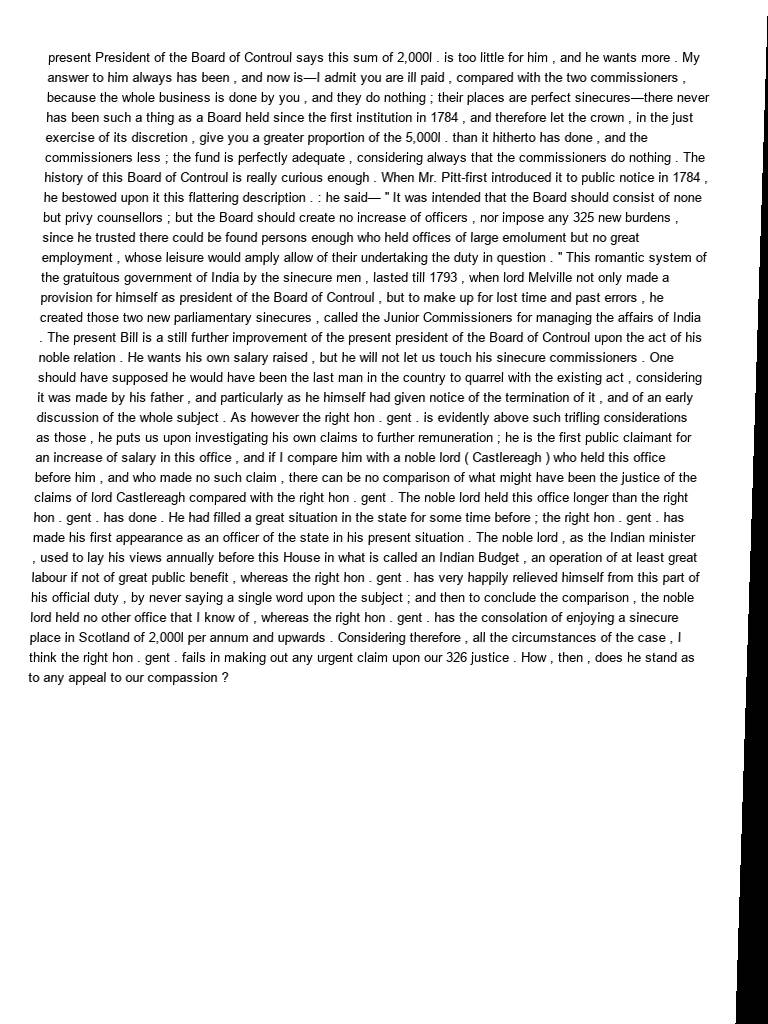 present President of the Board of Controul says this sum of 2,000l . is too little for him , and he wants more . My
answer to him always has been , and now is—I admit you are ill paid , compared with the two commissioners ,
because the whole business is done by you , and they do nothing ; their places are perfect sinecures—there never
has been such a thing as a Board held since the first institution in 1784 , and therefore let the crown , in the just
exercise of its discretion , give you a greater proportion of the 5,000l . than it hitherto has done , and the
commissioners less ; the fund is perfectly adequate , considering always that the commissioners do nothing . The
history of this Board of Controul is really curious enough . When Mr. Pitt-first introduced it to public notice in 1784 ,
he bestowed upon it this flattering description . : he said— " It was intended that the Board should consist of none
but privy counsellors ; but the Board should create no increase of officers , nor impose any 325 new burdens ,
since he trusted there could be found persons enough who held offices of large emolument but no great
employment , whose leisure would amply allow of their undertaking the duty in question . " This romantic system of
the gratuitous government of India by the sinecure men , lasted till 1793 , when lord Melville not only made a
provision for himself as president of the Board of Controul , but to make up for lost time and past errors , he
created those two new parliamentary sinecures , called the Junior Commissioners for managing the affairs of India
. The present Bill is a still further improvement of the present president of the Board of Controul upon the act of his
noble relation . He wants his own salary raised , but he will not let us touch his sinecure commissioners . One
should have supposed he would have been the last man in the country to quarrel with the existing act , considering
it was made by his father , and particularly as he himself had given notice of the termination of it , and of an early
discussion of the whole subject . As however the right hon . gent . is evidently above such trifling considerations
as those , he puts us upon investigating his own claims to further remuneration ; he is the first public claimant for
an increase of salary in this office , and if I compare him with a noble lord ( Castlereagh ) who held this office
before him , and who made no such claim , there can be no comparison of what might have been the justice of the
claims of lord Castlereagh compared with the right hon . gent . The noble lord held this office longer than the right
hon . gent . has done . He had filled a great situation in the state for some time before ; the right hon . gent . has
made his first appearance as an officer of the state in his present situation . The noble lord , as the Indian minister
, used to lay his views annually before this House in what is called an Indian Budget , an operation of at least great
labour if not of great public benefit , whereas the right hon . gent . has very happily relieved himself from this part of
his official duty , by never saying a single word upon the subject ; and then to conclude the comparison , the noble
lord held no other office that I know of , whereas the right hon . gent . has the consolation of enjoying a sinecure
place in Scotland of 2,000l per annum and upwards . Considering therefore , all the circumstances of the case , I
think the right hon . gent . fails in making out any urgent claim upon our 326 justice . How , then , does he stand as
to any appeal to our compassion ?